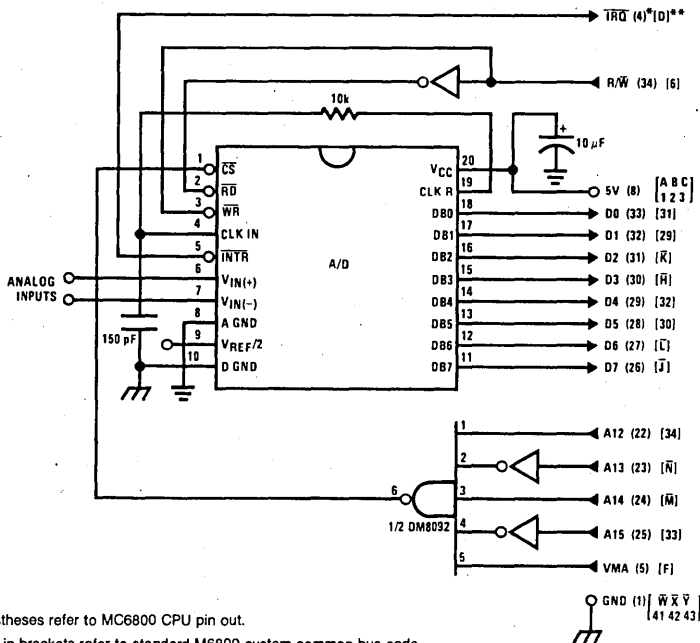 IRQ (4)*[D]**
R/W̄ (34) [6]
10k
+
10 μF
1 CS
2 RD
3 WR
4 CLK IN
5 INTR
6 VIN(+)
7 VIN(−)
8 A GND
9 VREF/2
10 D GND
A/D
VCC 20
CLK R 19
DB0 18
DB1 17
DB2 16
DB3 15
DB4 14
DB5 13
DB6 12
DB7 11
ANALOG
INPUTS
150 pF
5V (8) [A B C
1 2 3]
D0 (33) [31]
D1 (32) [29]
D2 (31) [K̄]
D3 (30) [H̄]
D4 (29) [32]
D5 (28) [30]
D6 (27) [L̄]
D7 (26) [J̄]
1 A12 (22) [34]
2 A13 (23) [N̄]
3 A14 (24) [M̄]
4 A15 (25) [33]
5 VMA (5) [F]
6
1/2 DM8092
GND (1) [W̄ X̄ Ȳ
41 42 43]
theses refer to MC6800 CPU pin out.
in brackets refer to standard M6800 system common bus code.